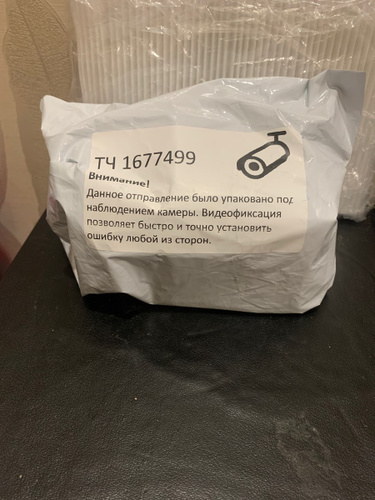 ТЧ 1677499
Внимание!
Данное отправление было упаковано под
наблюдением камеры. Видеофиксация
позволяет быстро и точно установить
ошибку любой из сторон.